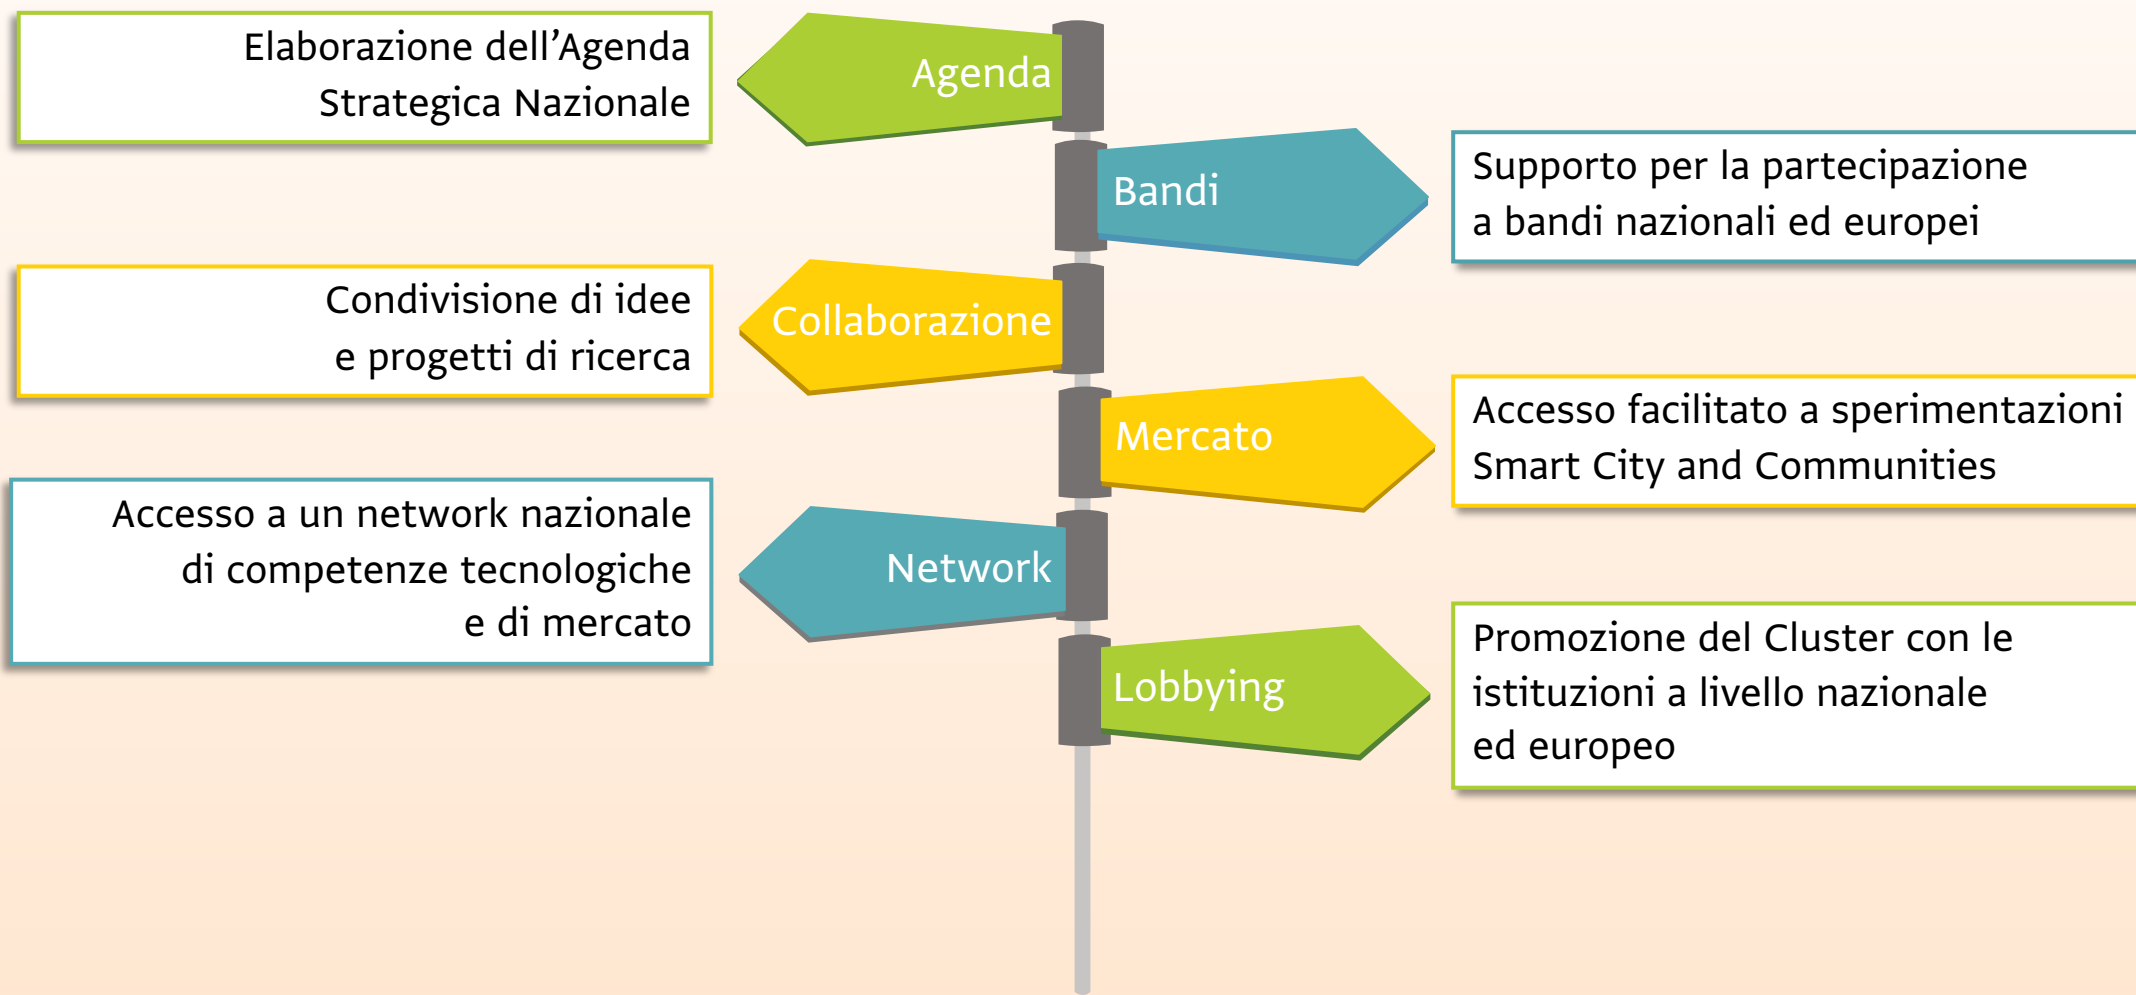 Elaborazione dell’Agenda
Strategica Nazionale
Agenda
Bandi
Supporto per la partecipazione
a bandi nazionali ed europei
Condivisione di idee
e progetti di ricerca
Collaborazione
Mercato
Accesso facilitato a sperimentazioni
Smart City and Communities
Accesso a un network nazionale
di competenze tecnologiche
e di mercato
Network
Lobbying
Promozione del Cluster con le
istituzioni a livello nazionale
ed europeo